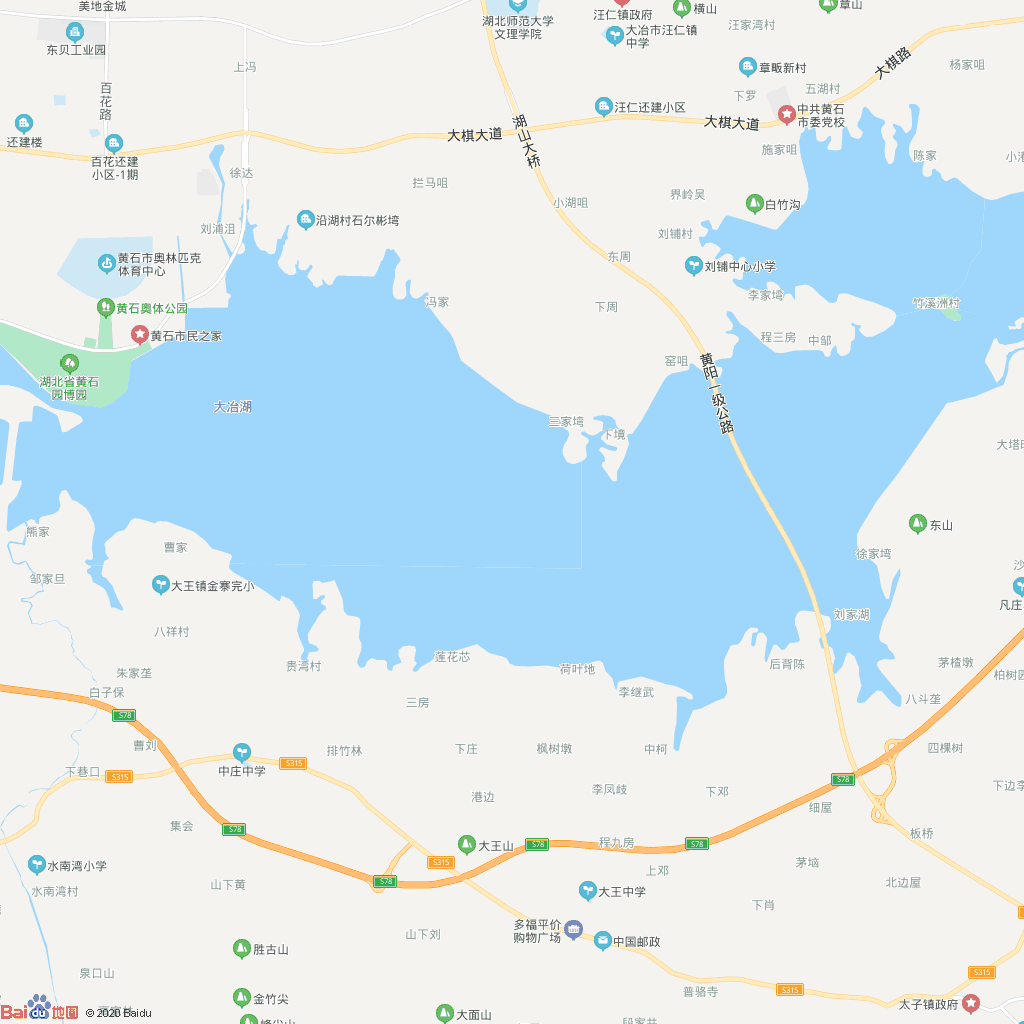 美地金城
东贝工业园
上冯
百花路
还建楼
百花还建
小区-1期
湖北师范大学
文理学院
汪仁镇政府
横山
章山
大冶市汪仁镇
中学
汪家湾村
大棋路
杨家咀
章畈新村
五湖村
下罗
汪仁还建小区
中共黄石
市委党校
大棋大道
湖山大桥
大棋大道
施家咀
陈家
徐达
拦马咀
界岭吴
小湖咀
白竹沟
沿湖村石尔彬塆
刘浦沮
刘铺村
黄石市奥林匹克
体育中心
东周
刘铺中心小学
李家塆
竹溪洲村
冯家
下周
黄石奥体公园
黄石市民之家
程三房
中邹
窑咀
黄阳一级公路
湖北省黄石
园博园
大冶湖
三家塆
下境
东山
熊家
曹家
徐家塆
邹家旦
大王镇金寨完小
凡庄
刘家湖
八祥村
莲花芯
贵湾村
荷叶地
后背陈
茅楂墩
朱家垄
白子保
李继武
八斗垄
三房
S78
曹刘
排竹林
下庄
枫树墩
中柯
四棵树
中庄中学
S315
下巷口
S315
S78
港边
李凤歧
下邓
细屋
集会
S78
板桥
大王山
S78
程九房
S78
水南湾小学
S315
茅垴
上邓
水南湾村
山下黄
S78
大王中学
北边屋
下肖
多福平价
购物广场
中国邮政
山下刘
胜古山
泉口山
S315
普骆寺
S315
金竹尖
太子镇政府
大面山
Baidu地图
© 2020 Baidu